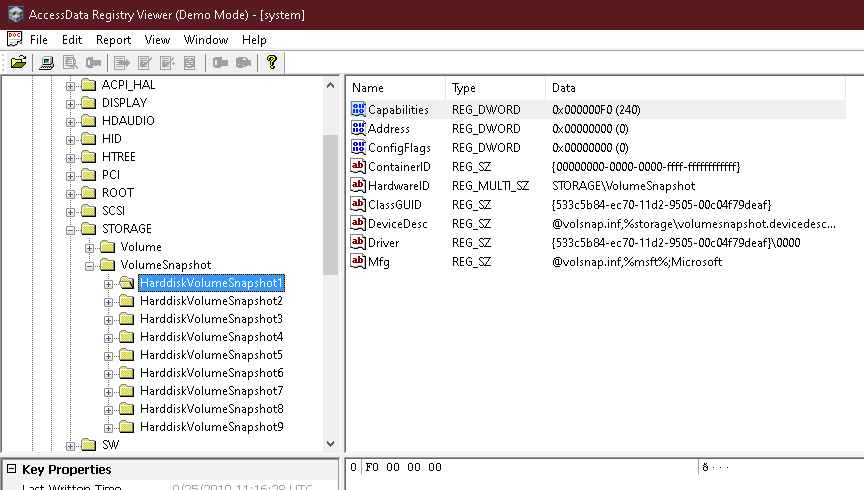 AccessData Registry Viewer (Demo Mode) - [system]
File Edit Report View Window Help
ACPI_HAL
DISPLAY
HDAUDIO
HID
HTREE
PCI
ROOT
SCSI
STORAGE
Volume
VolumeSnapshot
HarddiskVolumeSnapshot1
HarddiskVolumeSnapshot2
HarddiskVolumeSnapshot3
HarddiskVolumeSnapshot4
HarddiskVolumeSnapshot5
HarddiskVolumeSnapshot6
HarddiskVolumeSnapshot7
HarddiskVolumeSnapshot8
HarddiskVolumeSnapshot9
SW
Name Type Data
Capabilities REG_DWORD 0x000000F0 (240)
Address REG_DWORD 0x00000000 (0)
ConfigFlags REG_DWORD 0x00000000 (0)
ContainerID REG_SZ {00000000-0000-0000-ffff-ffffffffffff}
HardwareID REG_MULTI_SZ STORAGE\VolumeSnapshot
ClassGUID REG_SZ {533c5b84-ec70-11d2-9505-00c04f79deaf}
DeviceDesc REG_SZ @volsnap.inf,%storage\volumesnapshot.devicedesc...
Driver REG_SZ {533c5b84-ec70-11d2-9505-00c04f79deaf}\0000
Mfg REG_SZ @volsnap.inf,%msft%;Microsoft
Key Properties
Last Written Time
0 F0 00 00 00 ð · · ·